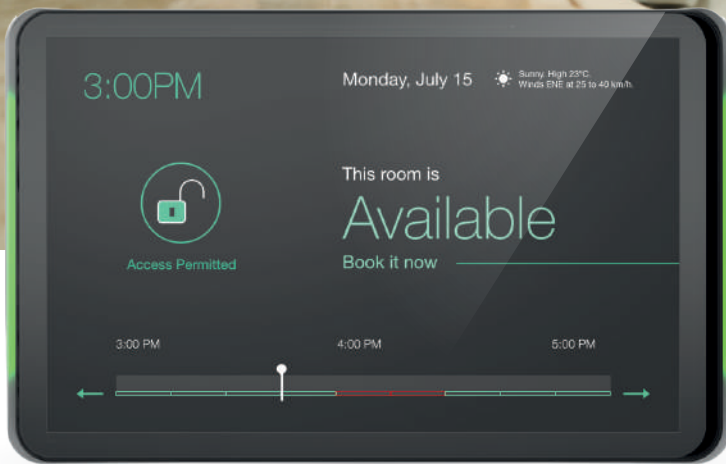 3:00PM
Monday, July 15
Sunny. High 23°C.
Winds ENE at 25 to 40 km/h.
This room is
Available
Access Permitted
Book it now
3:00 PM
4:00 PM
5:00 PM